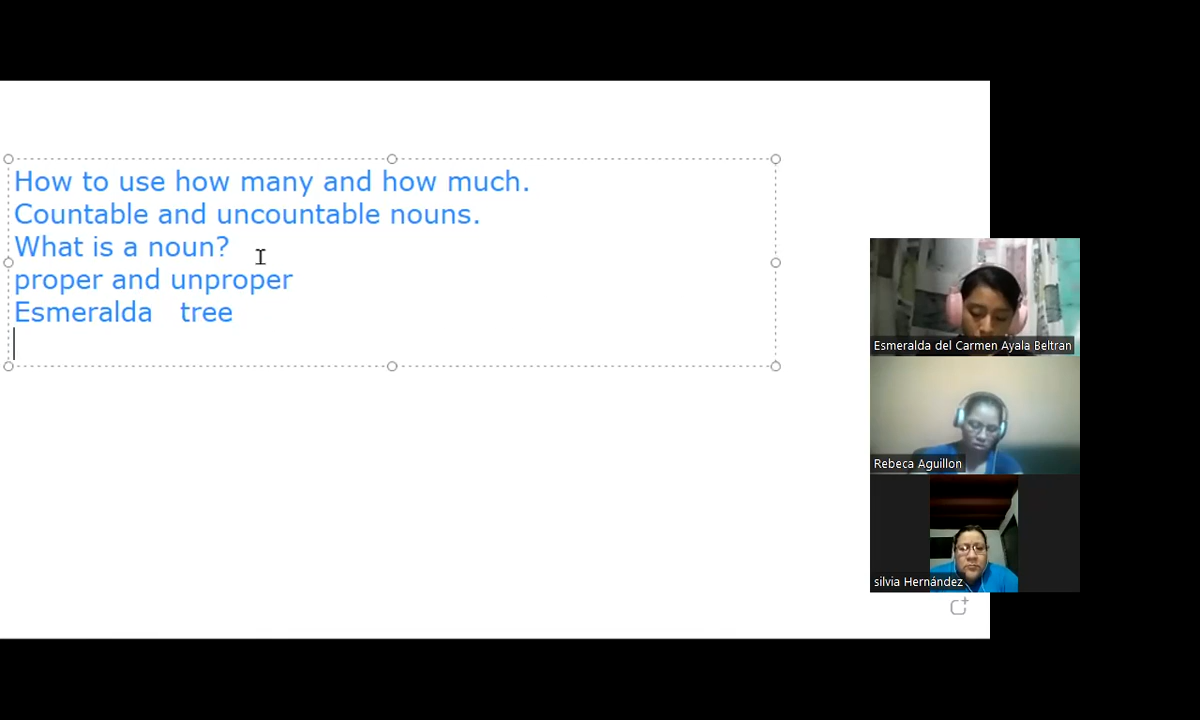 How to use how many and how much.
Countable and uncountable nouns.
What is a noun?
proper and unproper
Esmeralda tree
Esmeralda del Carmen Ayala Beltran
Rebeca Aguillon
silvia Hernández